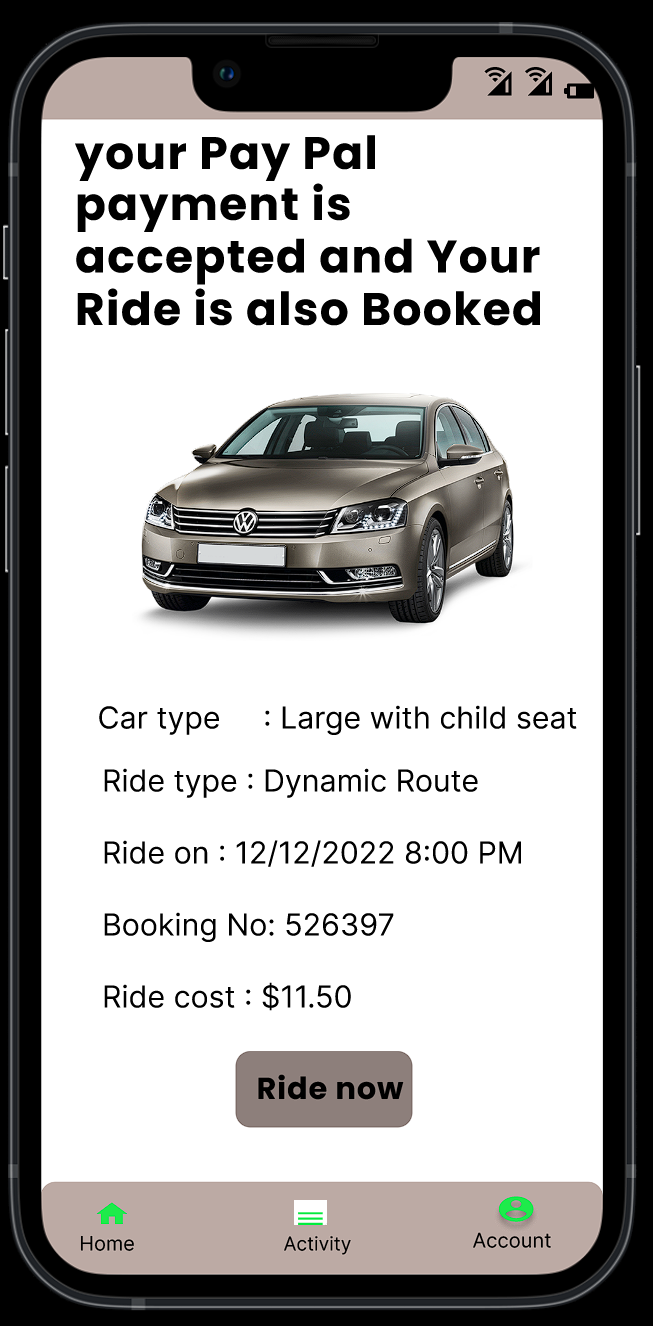 your Pay Pal
payment is
accepted and Your
Ride is also Booked
Car type : Large with child seat
Ride type : Dynamic Route
Ride on : 12/12/2022 8:00 PM
Booking No: 526397
Ride cost : $11.50
Ride now
Home Activity Account